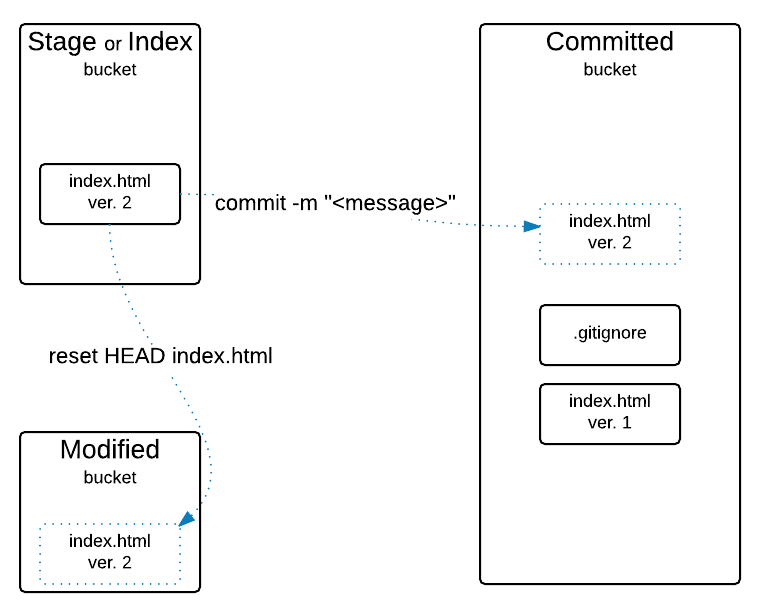 Stage or Index
bucket
index.html
ver. 2
commit -m "<message>"
reset HEAD index.html
Modified
bucket
index.html
ver. 2
Committed
bucket
index.html
ver. 2
.gitignore
index.html
ver. 1